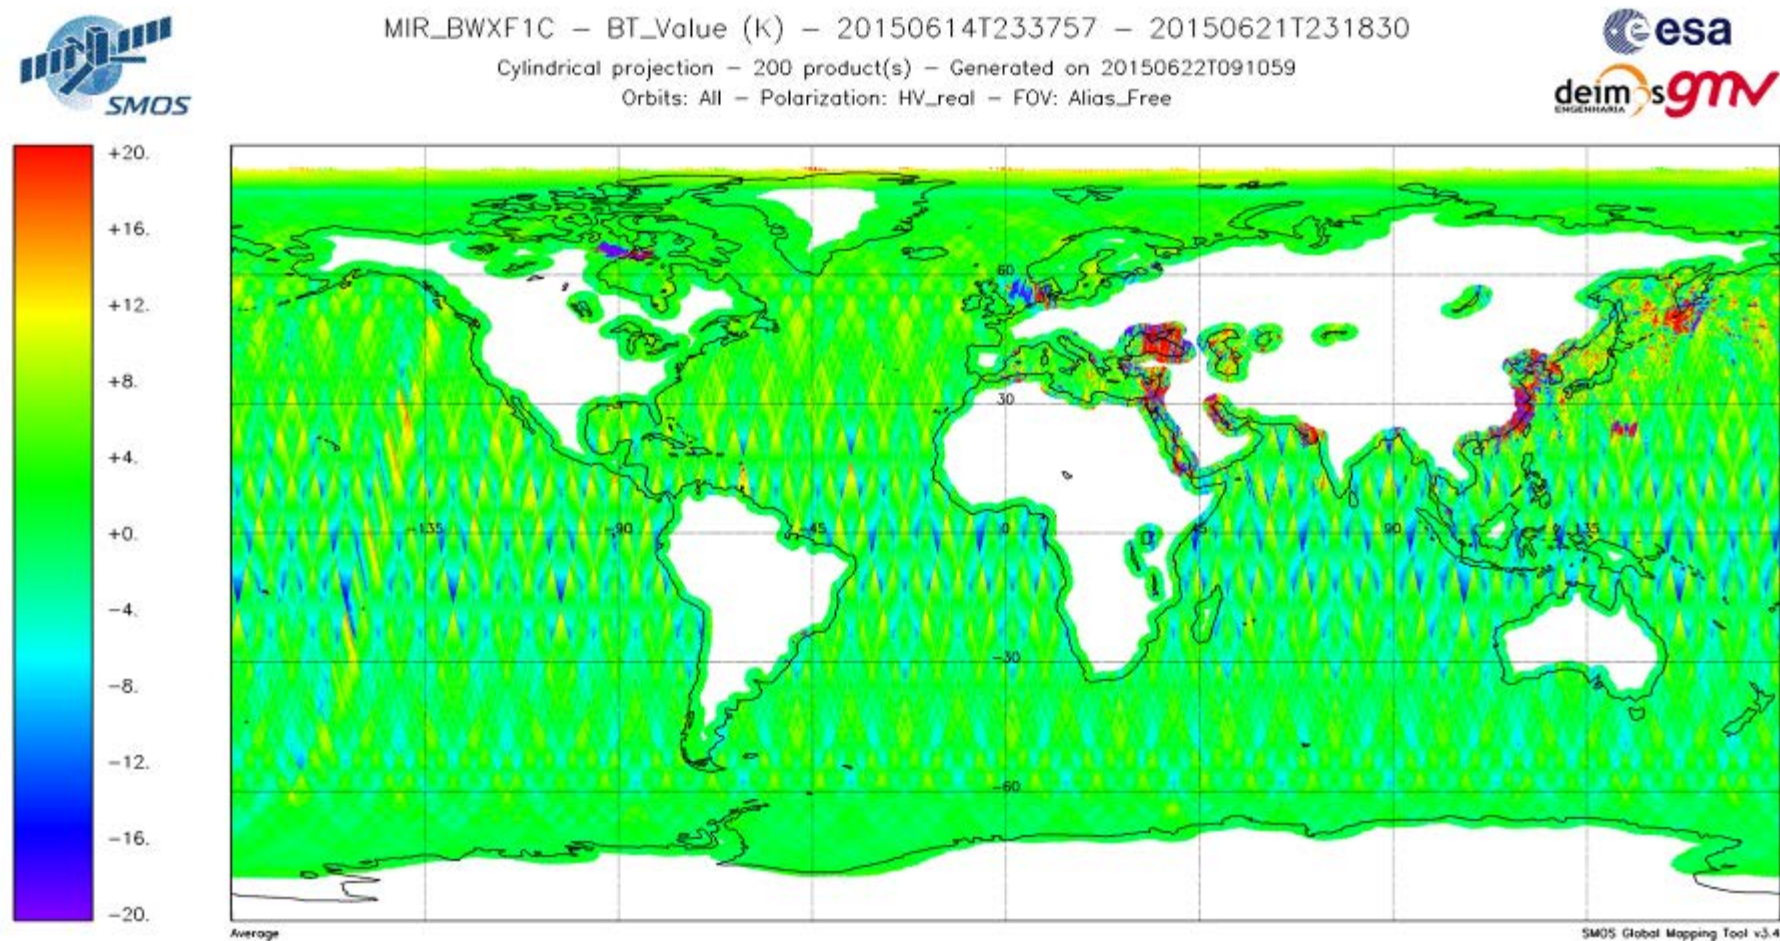 MIR_BWXF1C – BT_Value (K) – 20150614T233757 – 20150621T231830
Cylindrical projection – 200 product(s) – Generated on 20150622T091059
Orbits: All – Polarization: HV_real – FOV: Alias_Free
SMOS
esa
deimos
ENGENHARIA
gmv
+20.
+16.
+12.
+8.
+4.
+0.
−4.
−8.
−12.
−16.
−20.
60
30
−135
−90
−45
0
45
90
135
−30
−60
Average
SMOS Global Mapping Tool v3.4